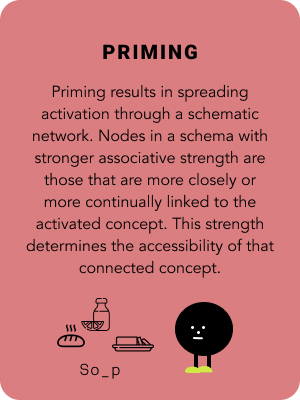 PRIMING
Priming results in spreading
activation through a schematic
network. Nodes in a schema with
stronger associative strength are
those that are more closely or
more continually linked to the
activated concept. This strength
determines the accessibility of that
connected concept.
So_p